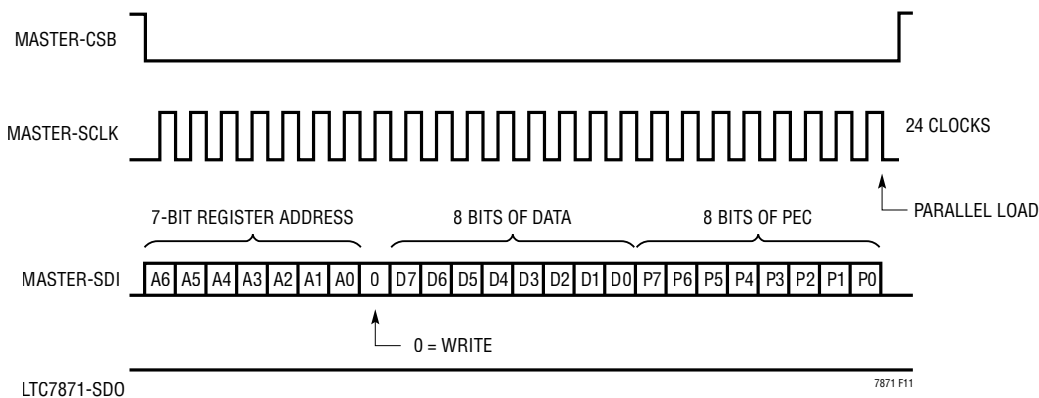 MASTER-CSB
MASTER-SCLK
24 CLOCKS
PARALLEL LOAD
7-BIT REGISTER ADDRESS 8 BITS OF DATA 8 BITS OF PEC
MASTER-SDI A6 A5 A4 A3 A2 A1 A0 0 D7 D6 D5 D4 D3 D2 D1 D0 P7 P6 P5 P4 P3 P2 P1 P0
0 = WRITE
LTC7871-SDO
7871 F11